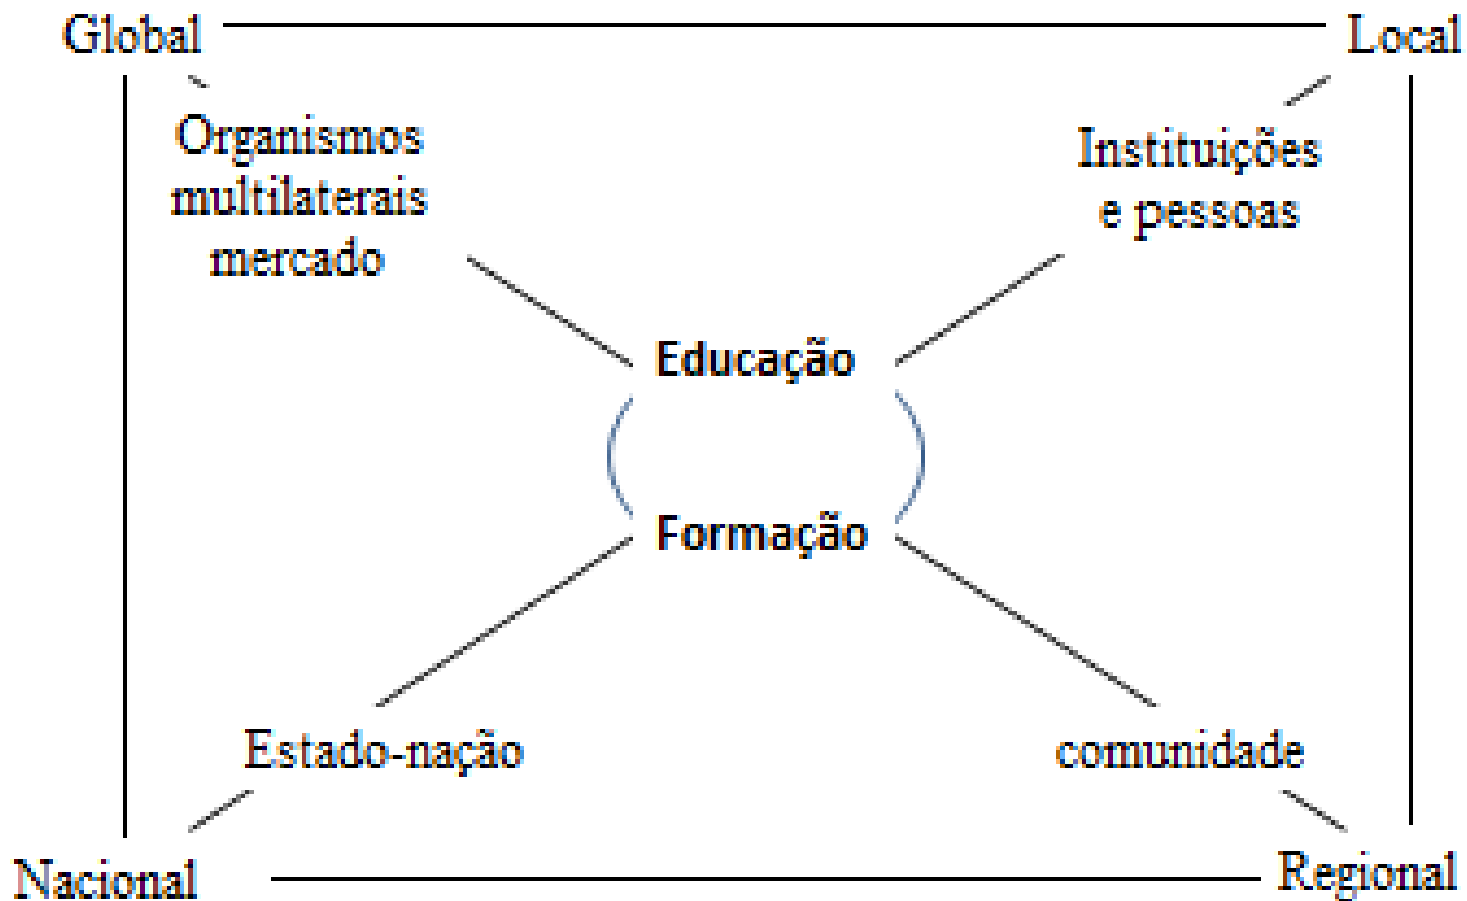 Global
Local
Organismos
multilaterais
mercado
Instituições
e pessoas
Educação
Formação
Estado-nação
comunidade
Nacional
Regional